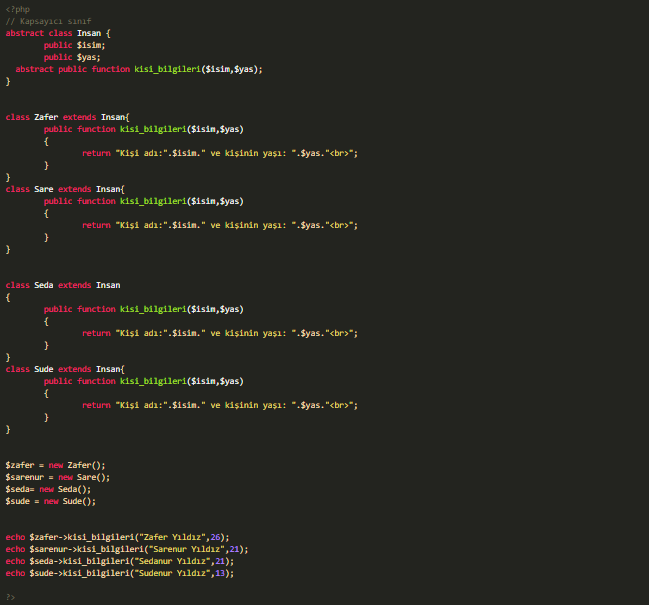 <?php
// Kapsayıcı sınıf
abstract class Insan {
public $isim;
public $yas;
abstract public function kisi_bilgileri($isim,$yas);
}
class Zafer extends Insan{
public function kisi_bilgileri($isim,$yas)
{
return "Kişi adı:".$isim." ve kişinin yaşı: ".$yas."<br>";
}
}
class Sare extends Insan{
public function kisi_bilgileri($isim,$yas)
{
return "Kişi adı:".$isim." ve kişinin yaşı: ".$yas."<br>";
}
}
class Seda extends Insan
{
public function kisi_bilgileri($isim,$yas)
{
return "Kişi adı:".$isim." ve kişinin yaşı: ".$yas."<br>";
}
}
class Sude extends Insan{
public function kisi_bilgileri($isim,$yas)
{
return "Kişi adı:".$isim." ve kişinin yaşı: ".$yas."<br>";
}
}
$zafer = new Zafer();
$sarenur = new Sare();
$seda= new Seda();
$sude = new Sude();
echo $zafer->kisi_bilgileri("Zafer Yıldız",26);
echo $sarenur->kisi_bilgileri("Sarenur Yıldız",21);
echo $seda->kisi_bilgileri("Sedanur Yıldız",21);
echo $sude->kisi_bilgileri("Sudenur Yıldız",13);
?>